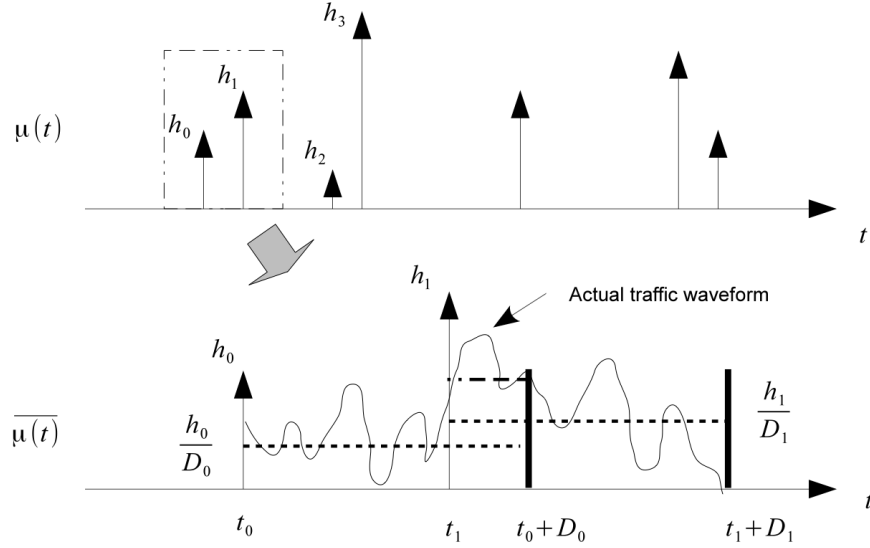 h₃
h₁
μ(t)
h₀
h₂
t
h₁
Actual traffic waveform
h₀
μ(t)
h₀
D₀
h₁
D₁
t
t₀
t₁
t₀+D₀
t₁+D₁